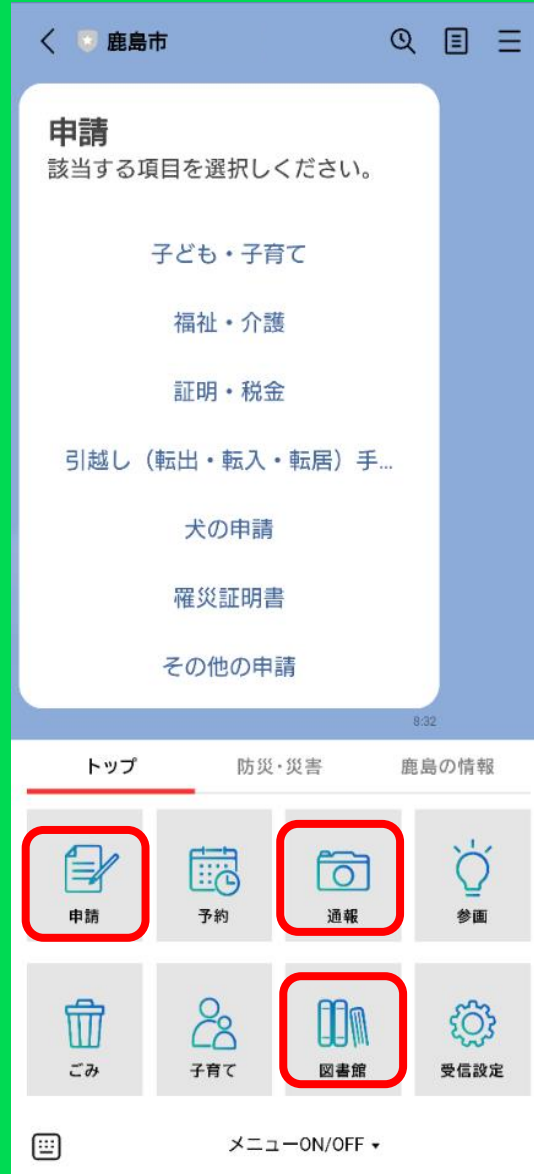 鹿島市
申請
該当する項目を選択しください。
子ども・子育て
福祉・介護
証明・税金
引越し（転出・転入・転居）手...
犬の申請
罹災証明書
その他の申請
8:32
トップ 防災・災害 鹿島の情報
申請 予約 通報 参画
ごみ 子育て 図書館 受信設定
メニューON/OFF ▾